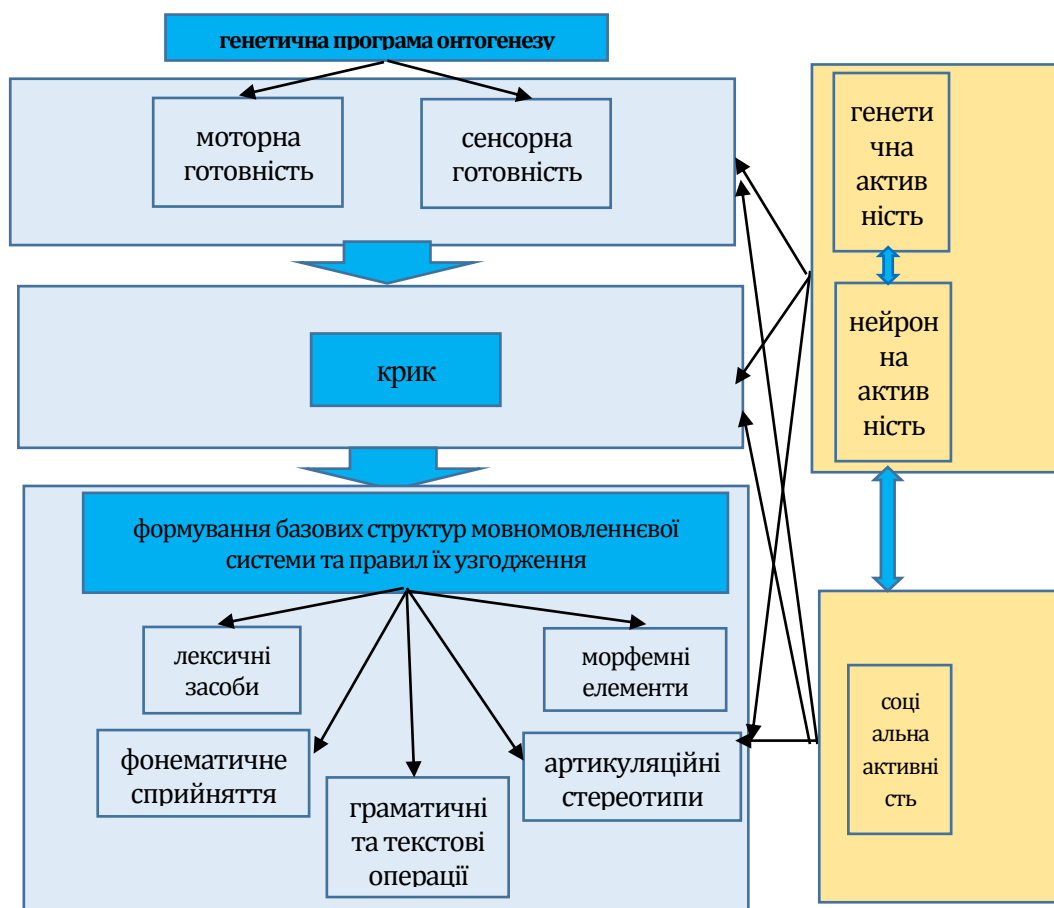 генетична програма онтогенезу
моторна
готовність
сенсорна
готовність
генети
чна
актив
ність
нейрон
на
актив
ність
крик
формування базових структур мовномовленнєвої
системи та правил їх узгодження
лексичні
засоби
морфемні
елементи
фонематичне
сприйняття
граматичні
та текстові
операції
артикуляційні
стереотипи
соці
альна
активні
сть